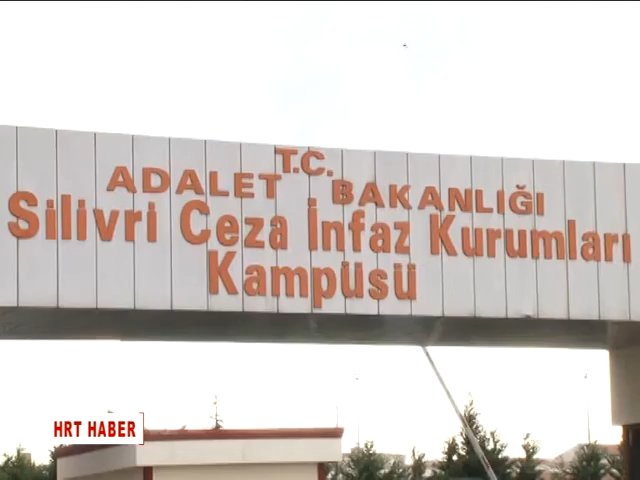 T.C.
ADALET BAKANLIĞI
Silivri Ceza İnfaz Kurumları
Kampüsü
HRT HABER